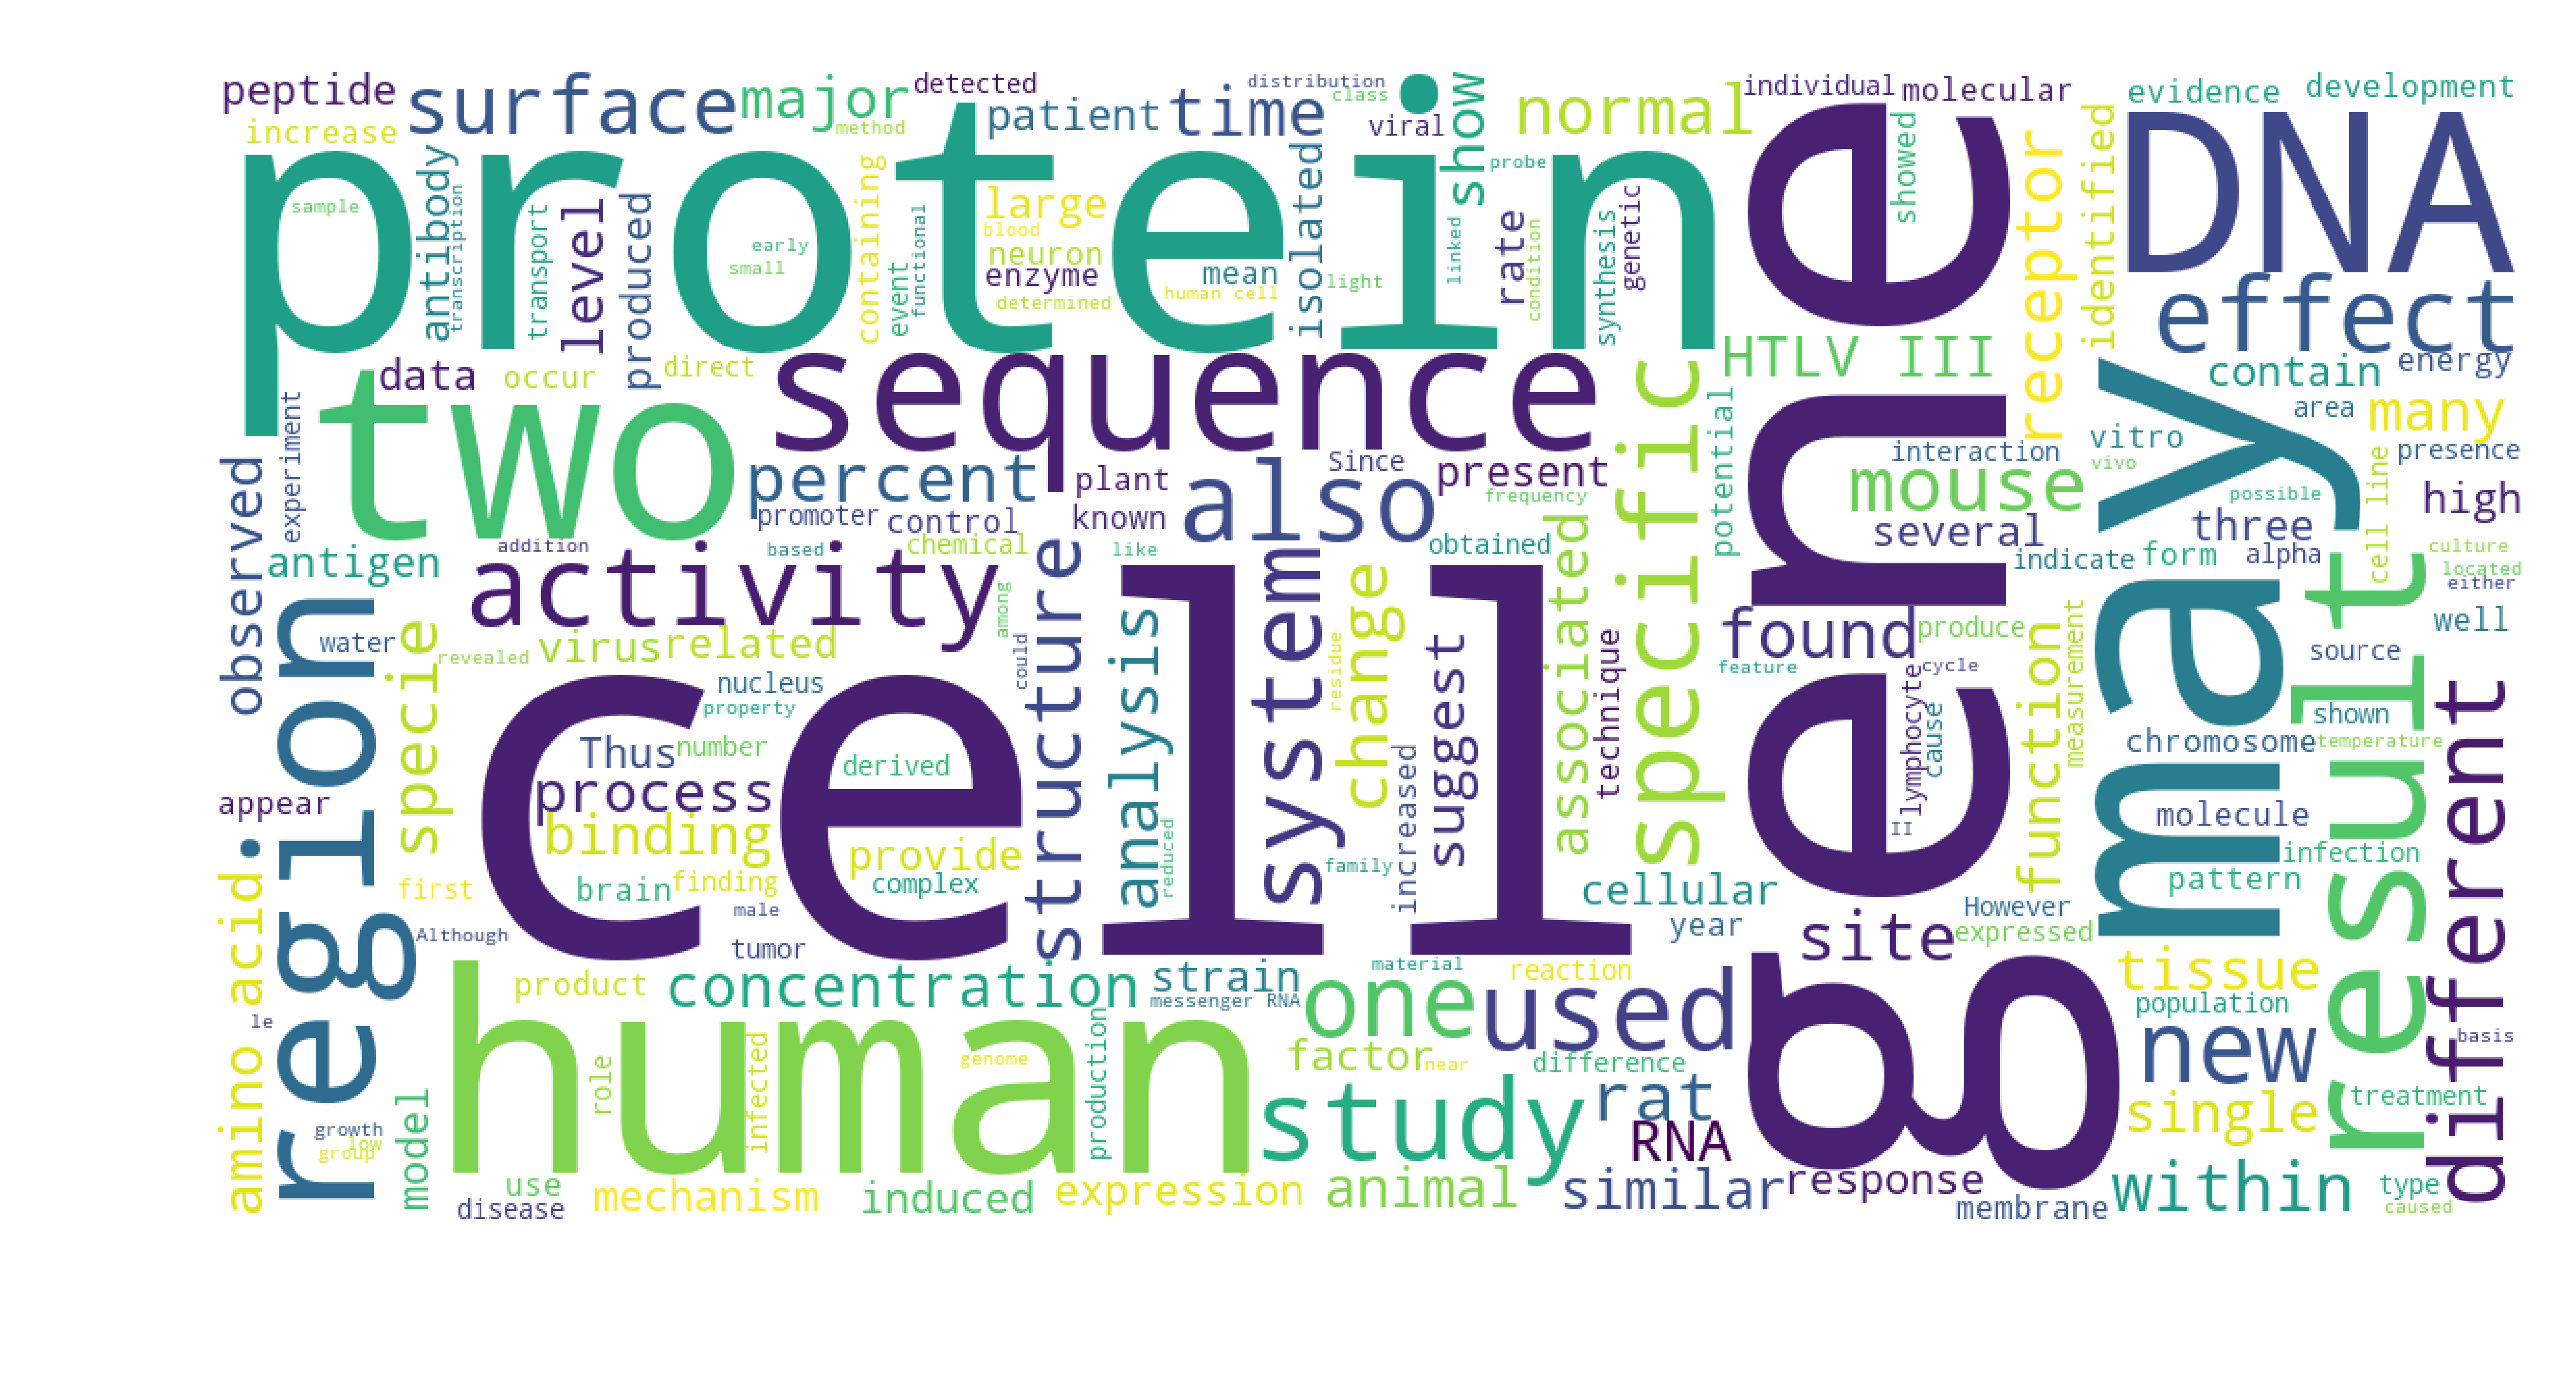 peptide
surface
major
detected
distribution
class
viral
show
normal
individual
molecular
evidence
development
increase
method
patient
time
protein
DNA
sample
antibody
transcription
transport
level
produced
containing
event
functional
early
small
large
blood
neuron
enzyme
determined
mean
human cell
isolated
light
linked
probe
rate
condition
synthesis
genetic
showed
receptor
identified
effect
energy
data
occur
direct
two
sequence
specific
HTLV III
gene
may
contain
area
many
experiment
observed
percent
promoter
control
plant
known
also
Since
present
frequency
potential
interaction
mouse
several
vitro
vivo
presence
possible
cell line
high
three
alpha
indicate
form
culture
located
either
well
antigen
addition
based
chemical
like
obtained
activity
structure
system
change
associated
found
produce
function
measurement
result
source
region
water
specie
revealed
virus
related
among
could
analysis
residue
suggest
technique
feature
cycle
lymphocyte
cause
shown
chromosome
temperature
different
nucleus
property
Thus
number
derived
process
binding
provide
cell
reduced
increased
family
II
molecule
infection
pattern
appear
amino acid
first
brain
finding
complex
male
Although
tumor
cellular
year
site
However
expressed
tissue
population
product
concentration
strain
messenger RNA
material
reaction
one
used
new
basis
le
human
role
infected
genome
production
factor
near
difference
study
rat
RNA
single
treatment
growth
low
group
model
use
disease
mechanism
induced
expression
animal
similar
response
membrane
within
type
caused